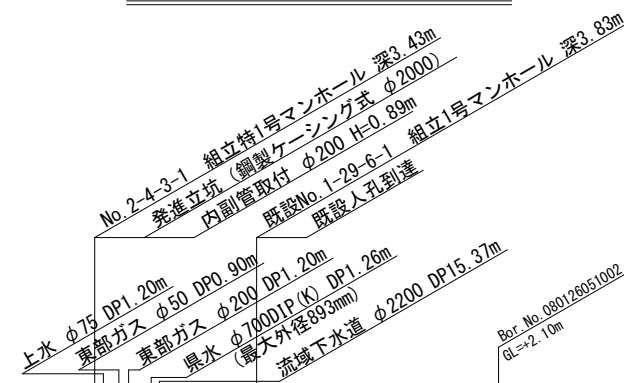 No.2-4-3-1 組立特1号マンホール 深3.43m
発進立坑（鋼製ケーシング式 φ2000）
内副管取付 φ200 H=0.89m
既設No.1-29-6-1 組立1号マンホール 深3.83m
既設人孔到達
上水 φ75 DP1.20m
東部ガス φ50 DP0.90m
東部ガス φ200 DP1.20m
県水 φ700DIP(K) DP1.26m
(最大外径893mm)
流域下水道 φ2200 DP15.37m
Bor.No.080126051002
GL=+2.10m